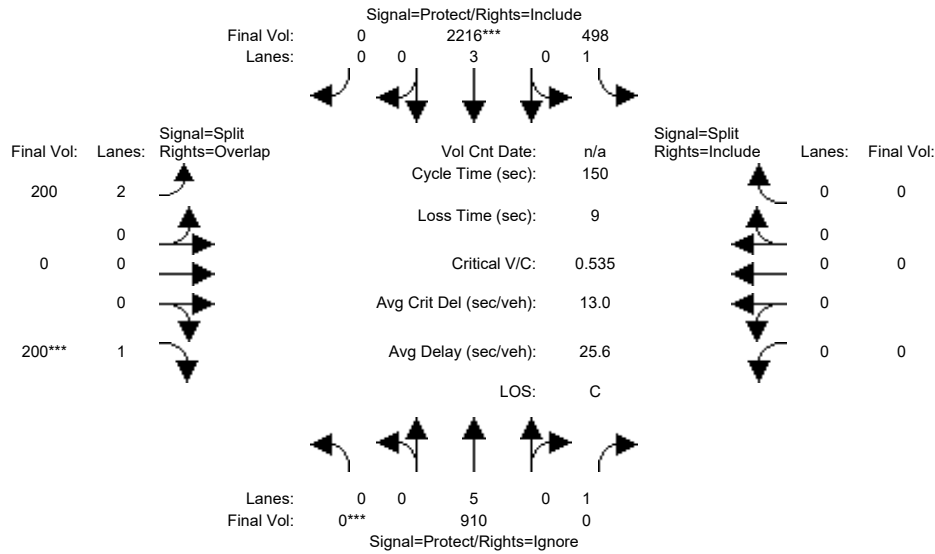 Signal=Protect/Rights=Include
Final Vol: 0 2216*** 498
Lanes: 0 0 3 0 1
Signal=Split Signal=Split
Final Vol: Lanes: Rights=Overlap Vol Cnt Date: n/a Rights=Include Lanes: Final Vol:
Cycle Time (sec): 150
200 2 0 0
Loss Time (sec): 9
0 0
0 0 Critical V/C: 0.535 0 0
0 Avg Crit Del (sec/veh): 13.0 0
200*** 1 Avg Delay (sec/veh): 25.6 0 0
LOS: C
Lanes: 0 0 5 0 1
Final Vol: 0*** 910 0
Signal=Protect/Rights=Ignore